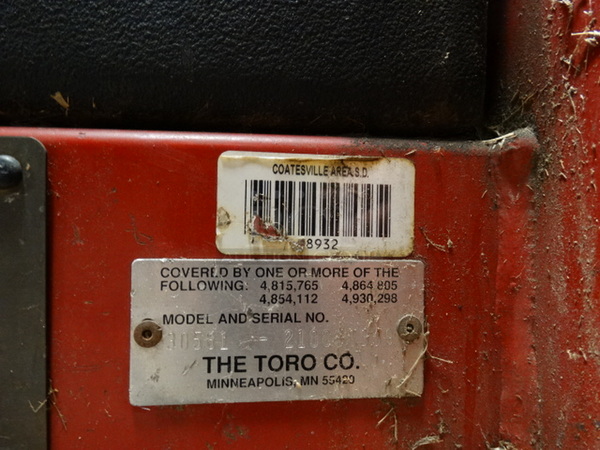 COATESVILLE AREA S.D.
8932
COVERED BY ONE OR MORE OF THE
FOLLOWING: 4,815,765 4,864,805
4,854,112 4,930,298
MODEL AND SERIAL NO.
THE TORO CO.
MINNEAPOLIS, MN 55420